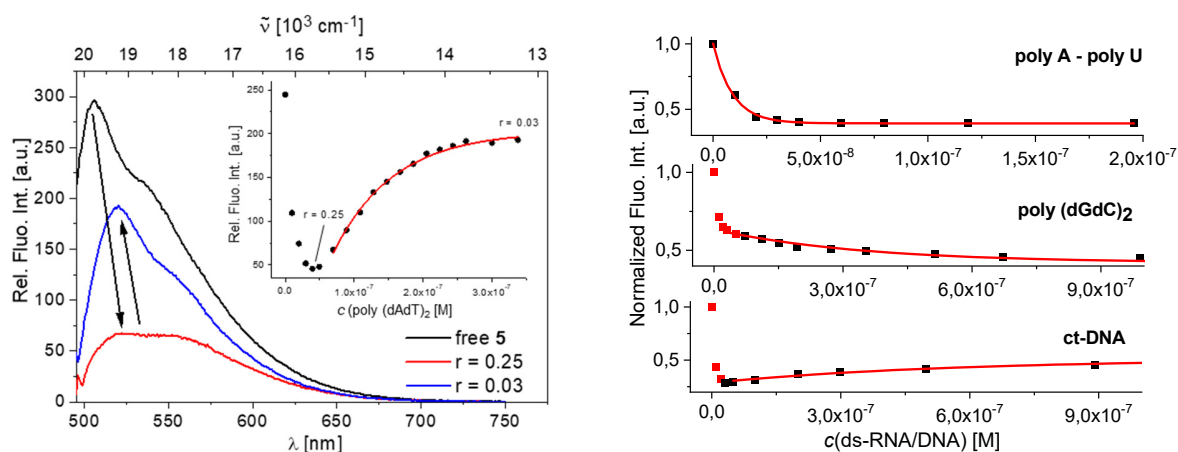 ν̃ [10³ cm⁻¹]
20 19 18 17 16 15 14 13
Rel. Fluo. Int. [a.u.]
300
250
200
150
100
50
0
500 550 600 650 700 750
λ [nm]
free 5
r = 0.25
r = 0.03
Rel. Fluo. Int. [a.u.]
250
200
150
100
50
0.0 1.0x10⁻⁷ 2.0x10⁻⁷ 3.0x10⁻⁷
c (poly (dAdT)₂ [M]
r = 0.03
r = 0.25
Normalized Fluo. Int. [a.u.]
1,0
0,5
poly A - poly U
0,0 5,0x10⁻⁸ 1,0x10⁻⁷ 1,5x10⁻⁷ 2,0x10⁻⁷
1,0
0,5
poly (dGdC)₂
0,0 3,0x10⁻⁷ 6,0x10⁻⁷ 9,0x10⁻⁷
1,0
0,5
ct-DNA
0,0 3,0x10⁻⁷ 6,0x10⁻⁷ 9,0x10⁻⁷
c(ds-RNA/DNA) [M]